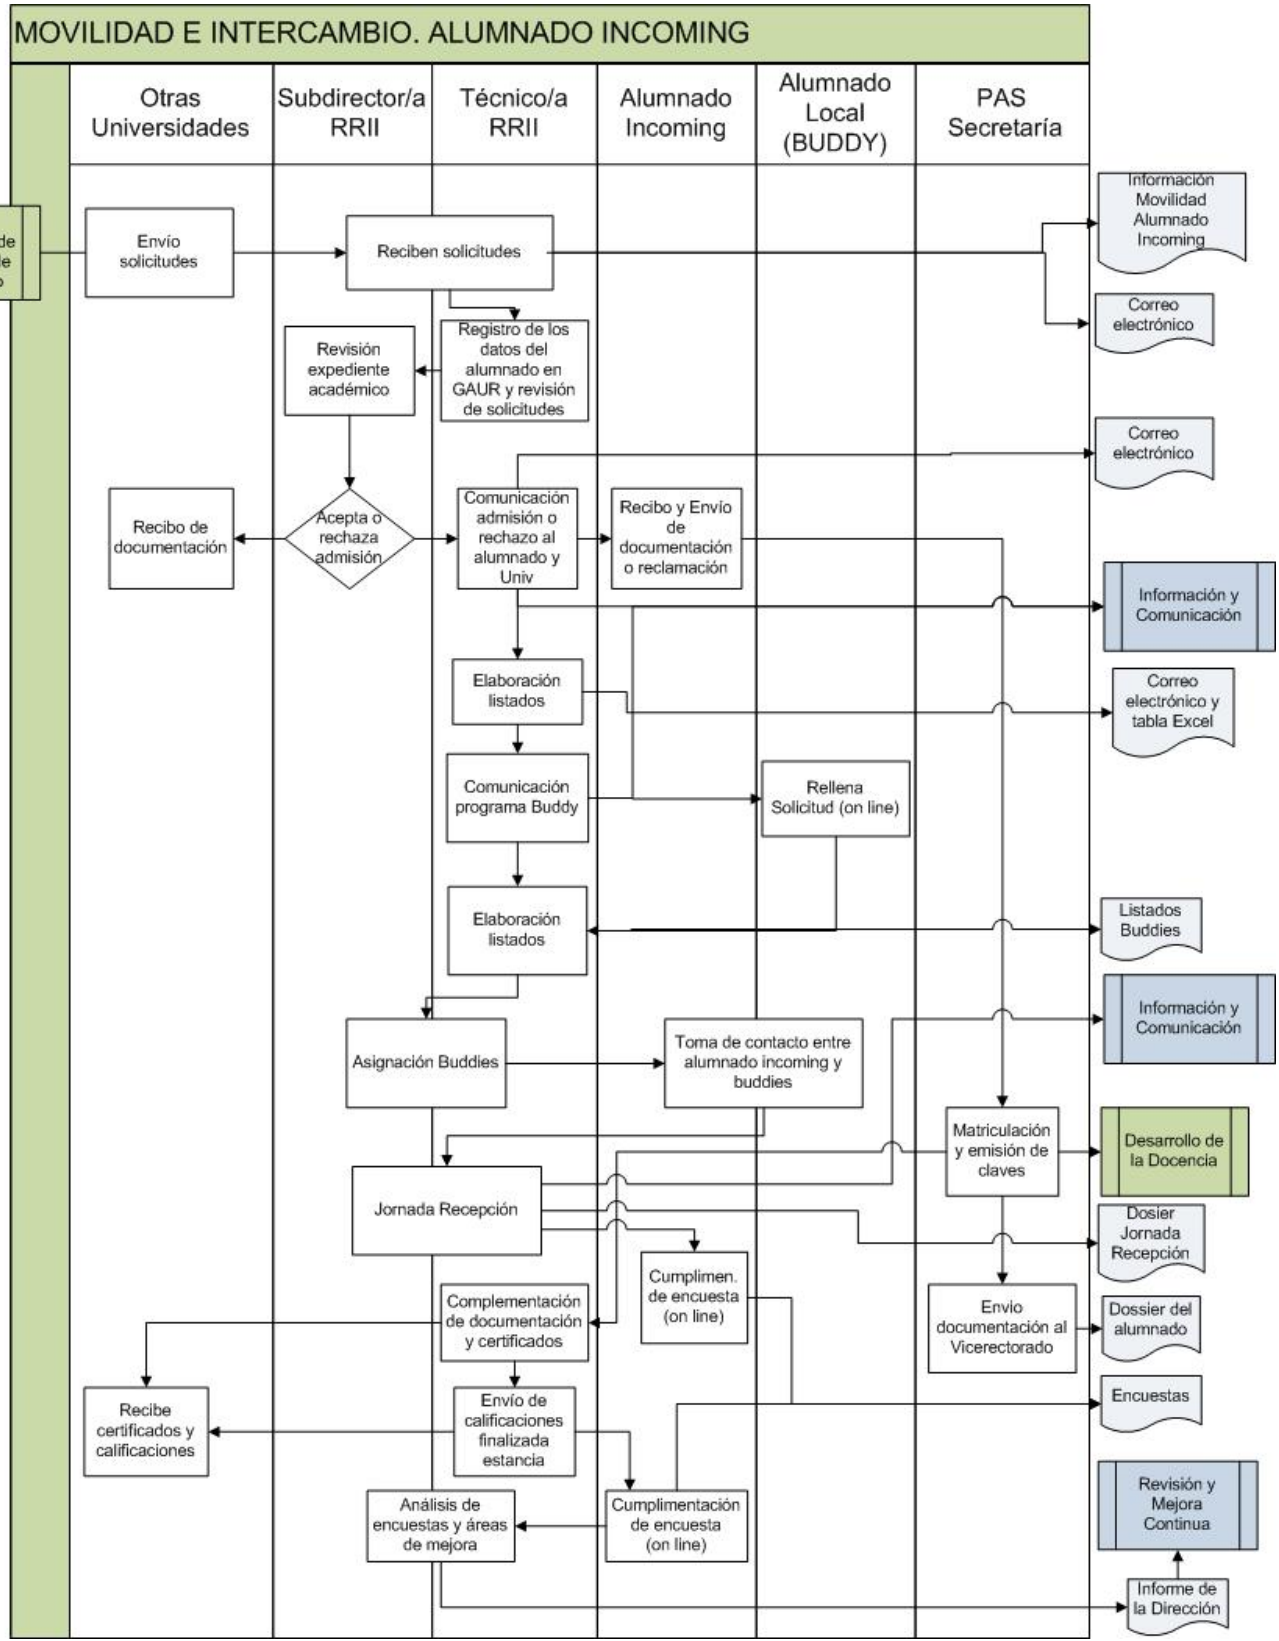 MOVILIDAD E INTERCAMBIO. ALUMNADO INCOMING
Otras
Universidades
Subdirector/a
RRII
Técnico/a
RRII
Alumnado
Incoming
Alumnado
Local
(BUDDY)
PAS
Secretaría
Información
Movilidad
Alumnado
Incoming
de
Envío
solicitudes
Reciben solicitudes
Correo
electrónico
Revisión
expediente
académico
Registro de los
datos del
alumnado en
GAUR y revisión
de solicitudes
Correo
electrónico
Recibo de
documentación
Acepta o
rechaza
admisión
Comunicación
admisión o
rechazo al
alumnado y
Univ
Recibo y Envío
de
documentación
o reclamación
Información y
Comunicación
Elaboración
listados
Correo
electrónico y
tabla Excel
Comunicación
programa Buddy
Rellena
Solicitud (on line)
Elaboración
listados
Listados
Buddies
Información y
Comunicación
Asignación Buddies
Toma de contacto entre
alumnado incoming y
buddies
Matriculación
y emisión de
claves
Desarrollo de
la Docencia
Jornada Recepción
Dosier
Jornada
Recepción
Cumplimen.
de encuesta
(on line)
Complementación
de documentación
y certificados
Envio
documentación al
Vicerectorado
Dossier del
alumnado
Recibe
certificados y
calificaciones
Envío de
calificaciones
finalizada
estancia
Encuestas
Análisis de
encuestas y áreas
de mejora
Cumplimentación
de encuesta
(on line)
Revisión y
Mejora
Continua
Informe de
la Dirección